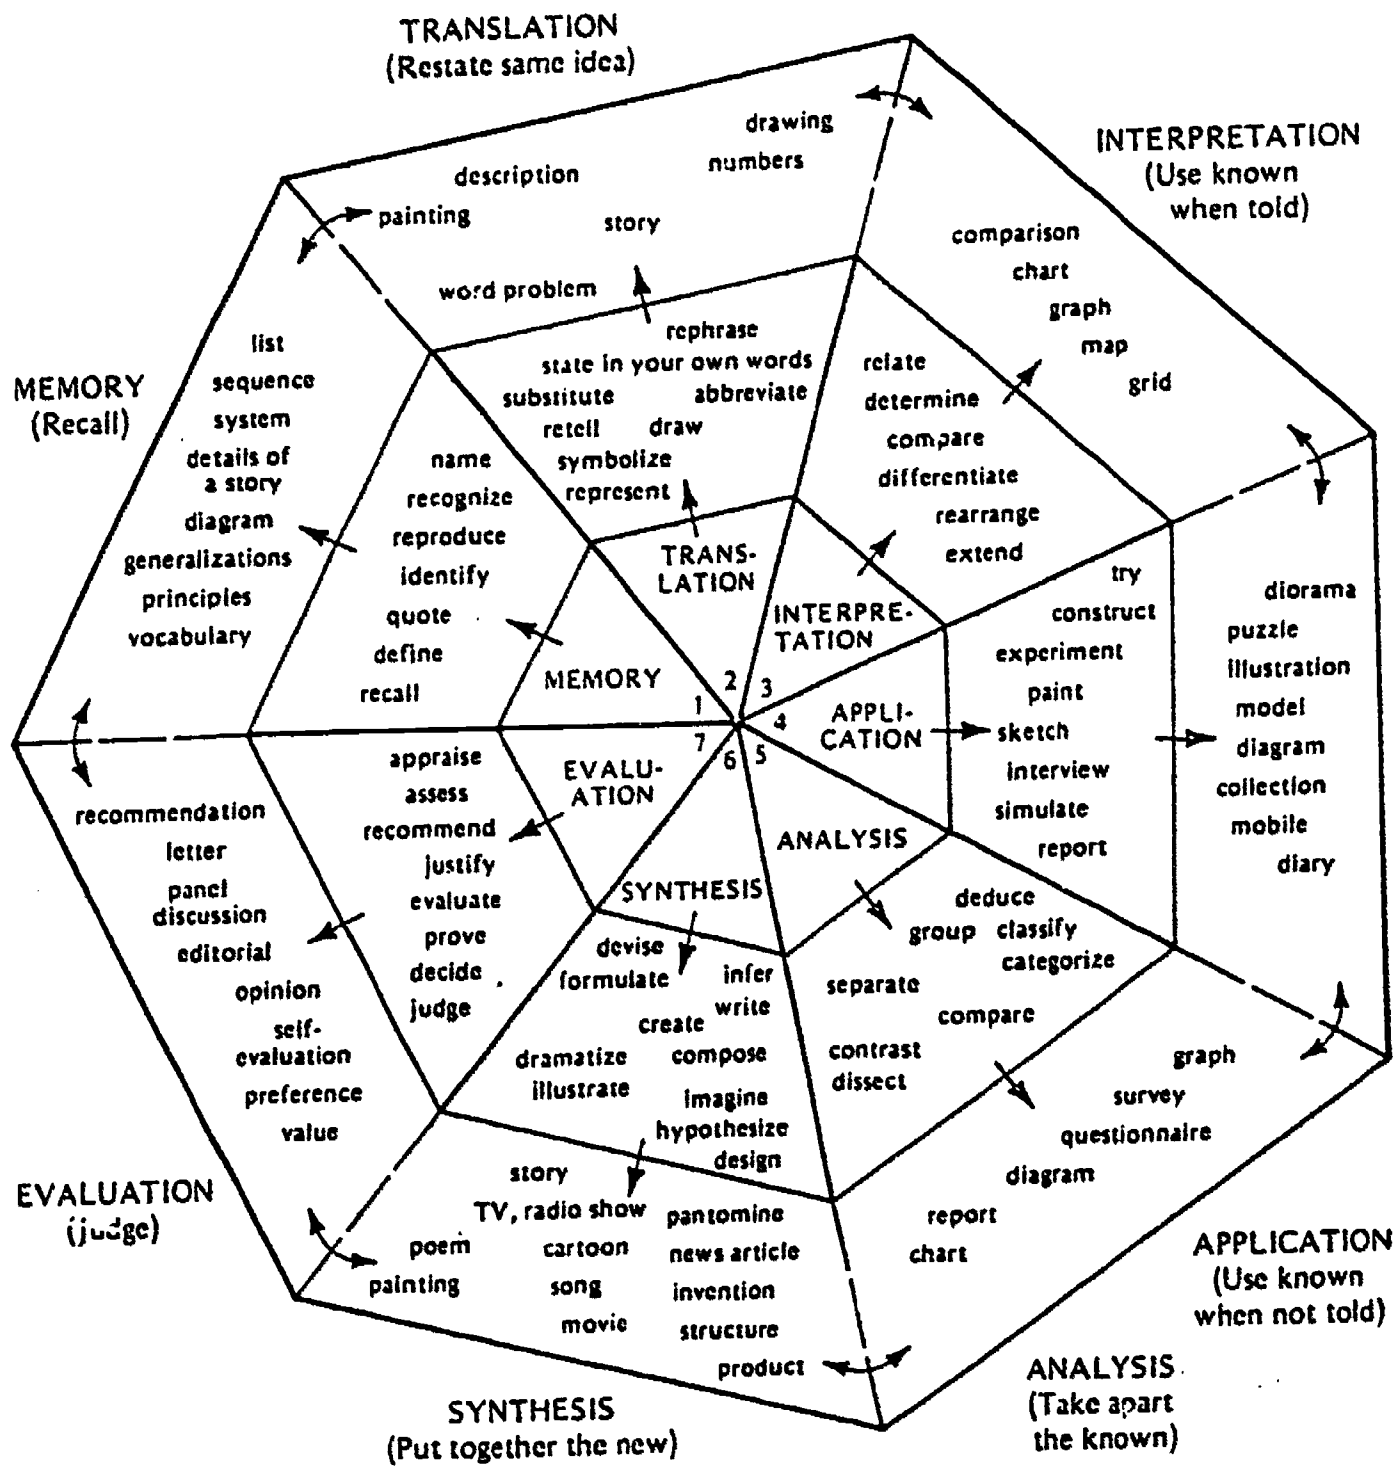 TRANSLATION
(Restate same idea)
drawing
numbers
description
painting
story
word problem
INTERPRETATION
(Use known
when told)
comparison
chart
graph
map
grid
MEMORY
(Recall)
list
sequence
system
details of
a story
diagram
generalizations
principles
vocabulary
name
recognize
reproduce
identify
quote
define
recall
rephrase
state in your own words
substitute abbreviate
retell draw
symbolize
represent
relate
determine
compare
differentiate
rearrange
extend
TRANS-
LATION
INTERPRE-
TATION
MEMORY
1
2
3
4
5
6
7
APPLI-
CATION
try
construct
experiment
paint
sketch
interview
simulate
report
diorama
puzzle
illustration
model
diagram
collection
mobile
diary
EVALU-
ATION
appraise
assess
recommend
justify
evaluate
prove
decide
judge
recommendation
letter
panel
discussion
editorial
opinion
self-
evaluation
preference
value
ANALYSIS
SYNTHESIS
deduce
group classify
categorize
separate
compare
contrast
dissect
devise
formulate
infer
write
create
dramatize compose
illustrate
imagine
hypothesize
design
graph
survey
questionnaire
diagram
report
chart
story
TV, radio show
pantomine
poem
cartoon
news article
painting
song
invention
movie
structure
product
EVALUATION
(judge)
APPLICATION
(Use known
when not told)
ANALYSIS
(Take apart
the known)
SYNTHESIS
(Put together the new)